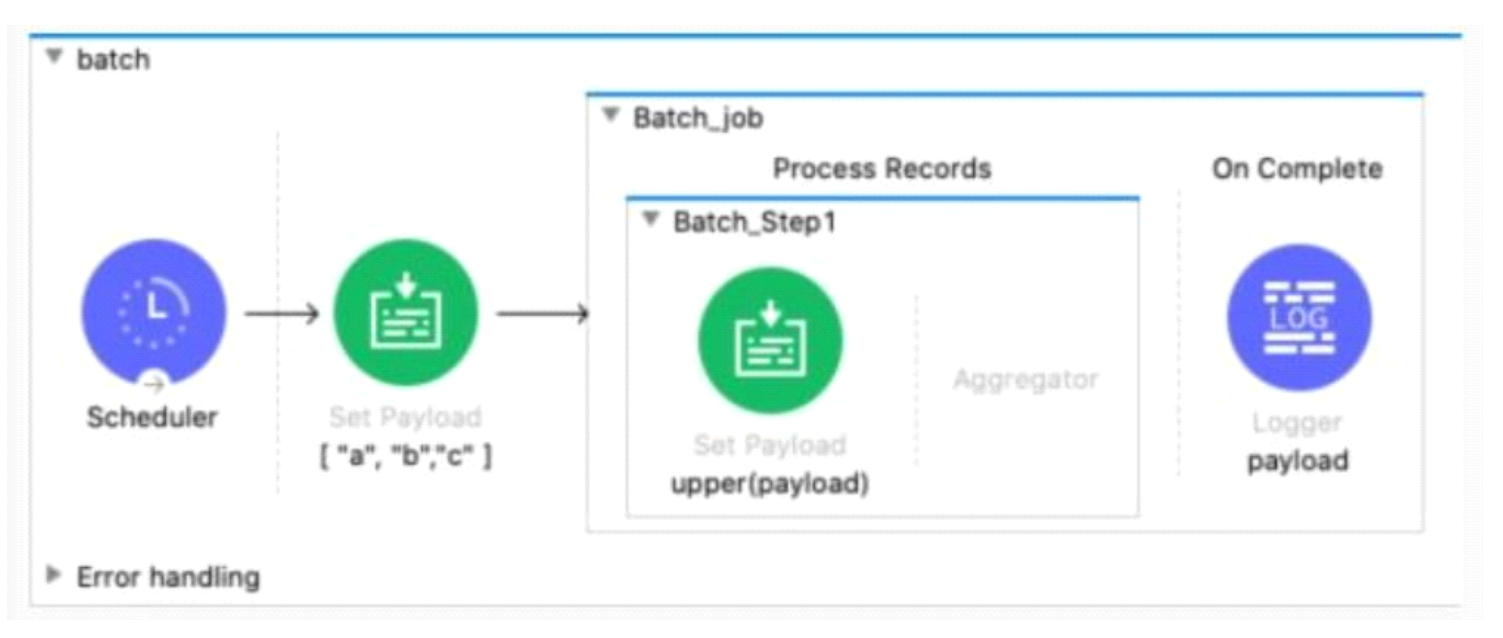 batch
Batch_job
Process Records
On Complete
Batch_Step1
LOG
Aggregator
Scheduler
Set Payload
[ "a", "b","c" ]
Set Payload
upper(payload)
Logger
payload
Error handling